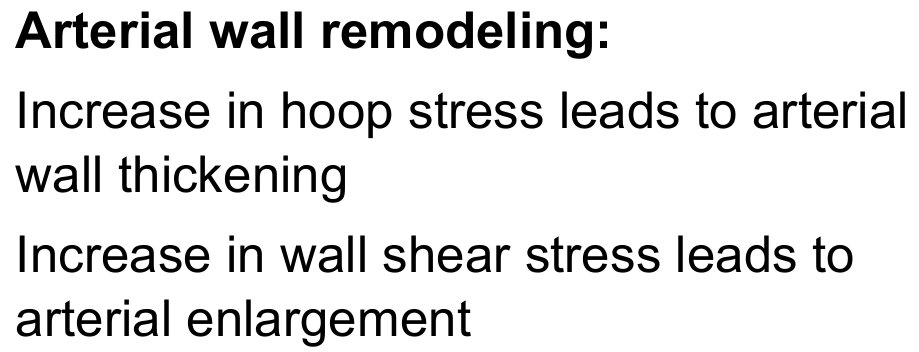 Arterial wall remodeling:
Increase in hoop stress leads to arterial
wall thickening
Increase in wall shear stress leads to
arterial enlargement